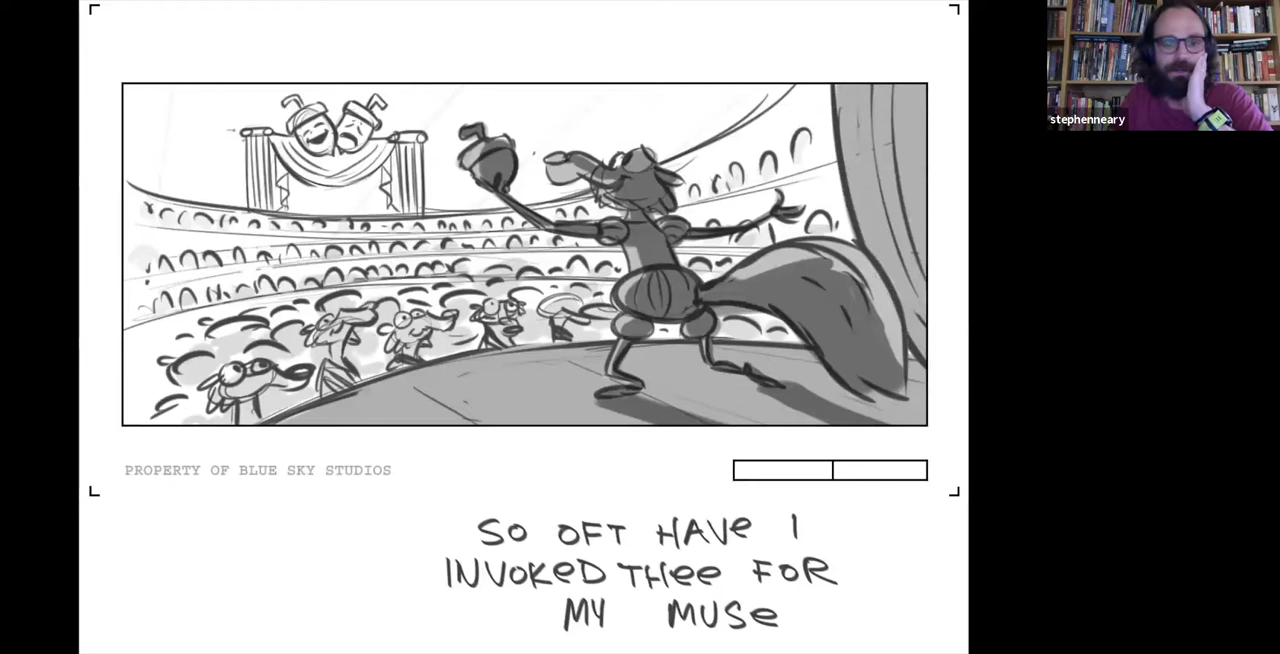 stephenneary
PROPERTY OF BLUE SKY STUDIOS
SO OFT HAVE I
INVOKED THEE FOR
MY MUSE